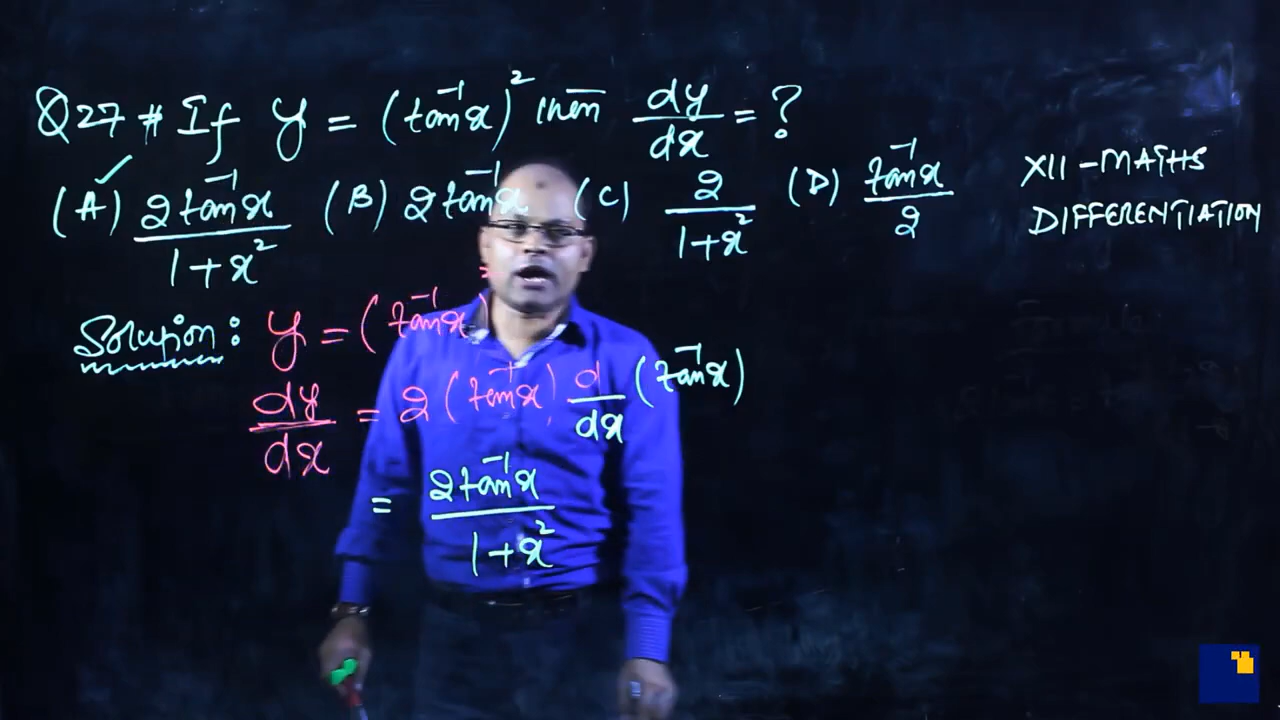 Q27 # If y = (tan⁻¹x)² then dy/dx = ?
(A) ✓ 2tan⁻¹x/1+x² (B) 2tan⁻¹x (C) 2/1+x² (D) tan⁻¹x/2
XII-MATHS
DIFFERENTIATION
Solution: y = (tan⁻¹x)
dy/dx = 2(tan⁻¹x) d/dx (tan⁻¹x)
= 2tan⁻¹x/1+x²